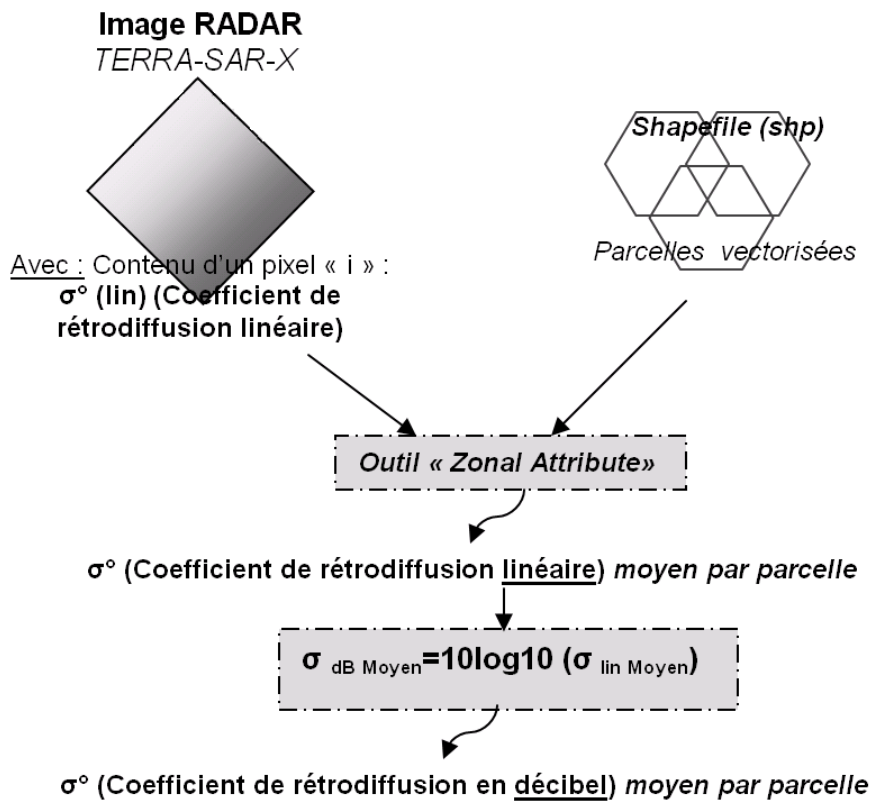 Image RADAR
TERRA-SAR-X
Shapefile (shp)
Parcelles vectorisées
Avec : Contenu d'un pixel « i » :
σ° (lin) (Coefficient de
rétrodiffusion linéaire)
Outil « Zonal Attribute»
σ° (Coefficient de rétrodiffusion linéaire) moyen par parcelle
σ dB Moyen=10log10 (σ lin Moyen)
σ° (Coefficient de rétrodiffusion en décibel) moyen par parcelle